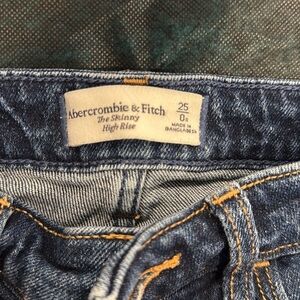 Abercrombie & Fitch
The Skinny
High Rise
25
0s
MADE IN
BANGLADESH